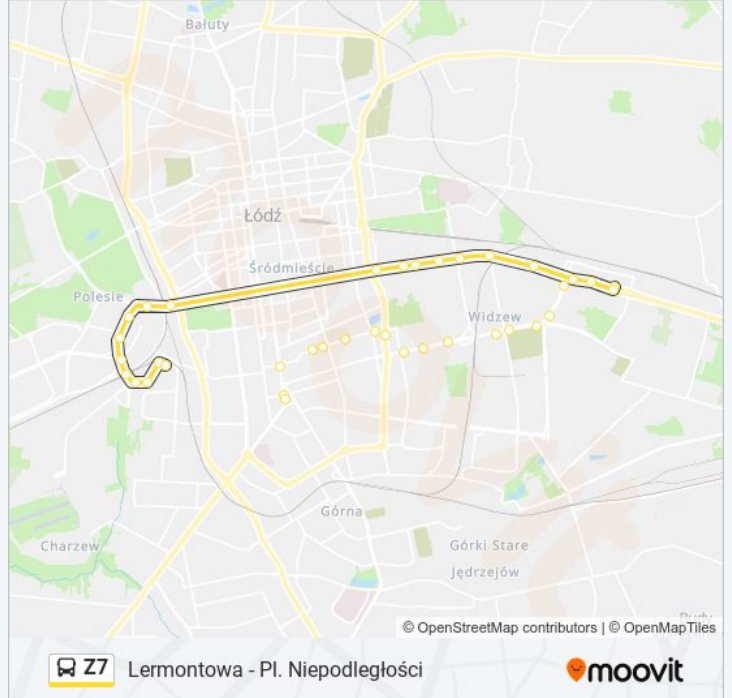 Bałuty
Łódź
Śródmieście
Polesie
Widzew
Górna
Charzew
Górki Stare
Jędrzejów
© OpenStreetMap contributors | © OpenMapTiles
Z7 Lermontowa - Pl. Niepodległości moovit